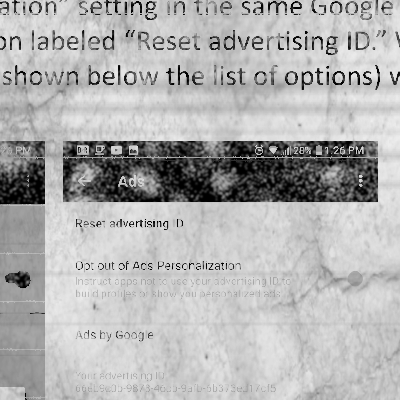 ation” setting in the same Google
on labeled “Reset advertising ID.”
shown below the list of options) w
PM
28% 1:26 PM
Ads
Reset advertising ID
Opt out of Ads Personalization
Instruct apps not to use your advertising ID to
build profiles or show you personalized ads.
Ads by Google
Your advertising ID: